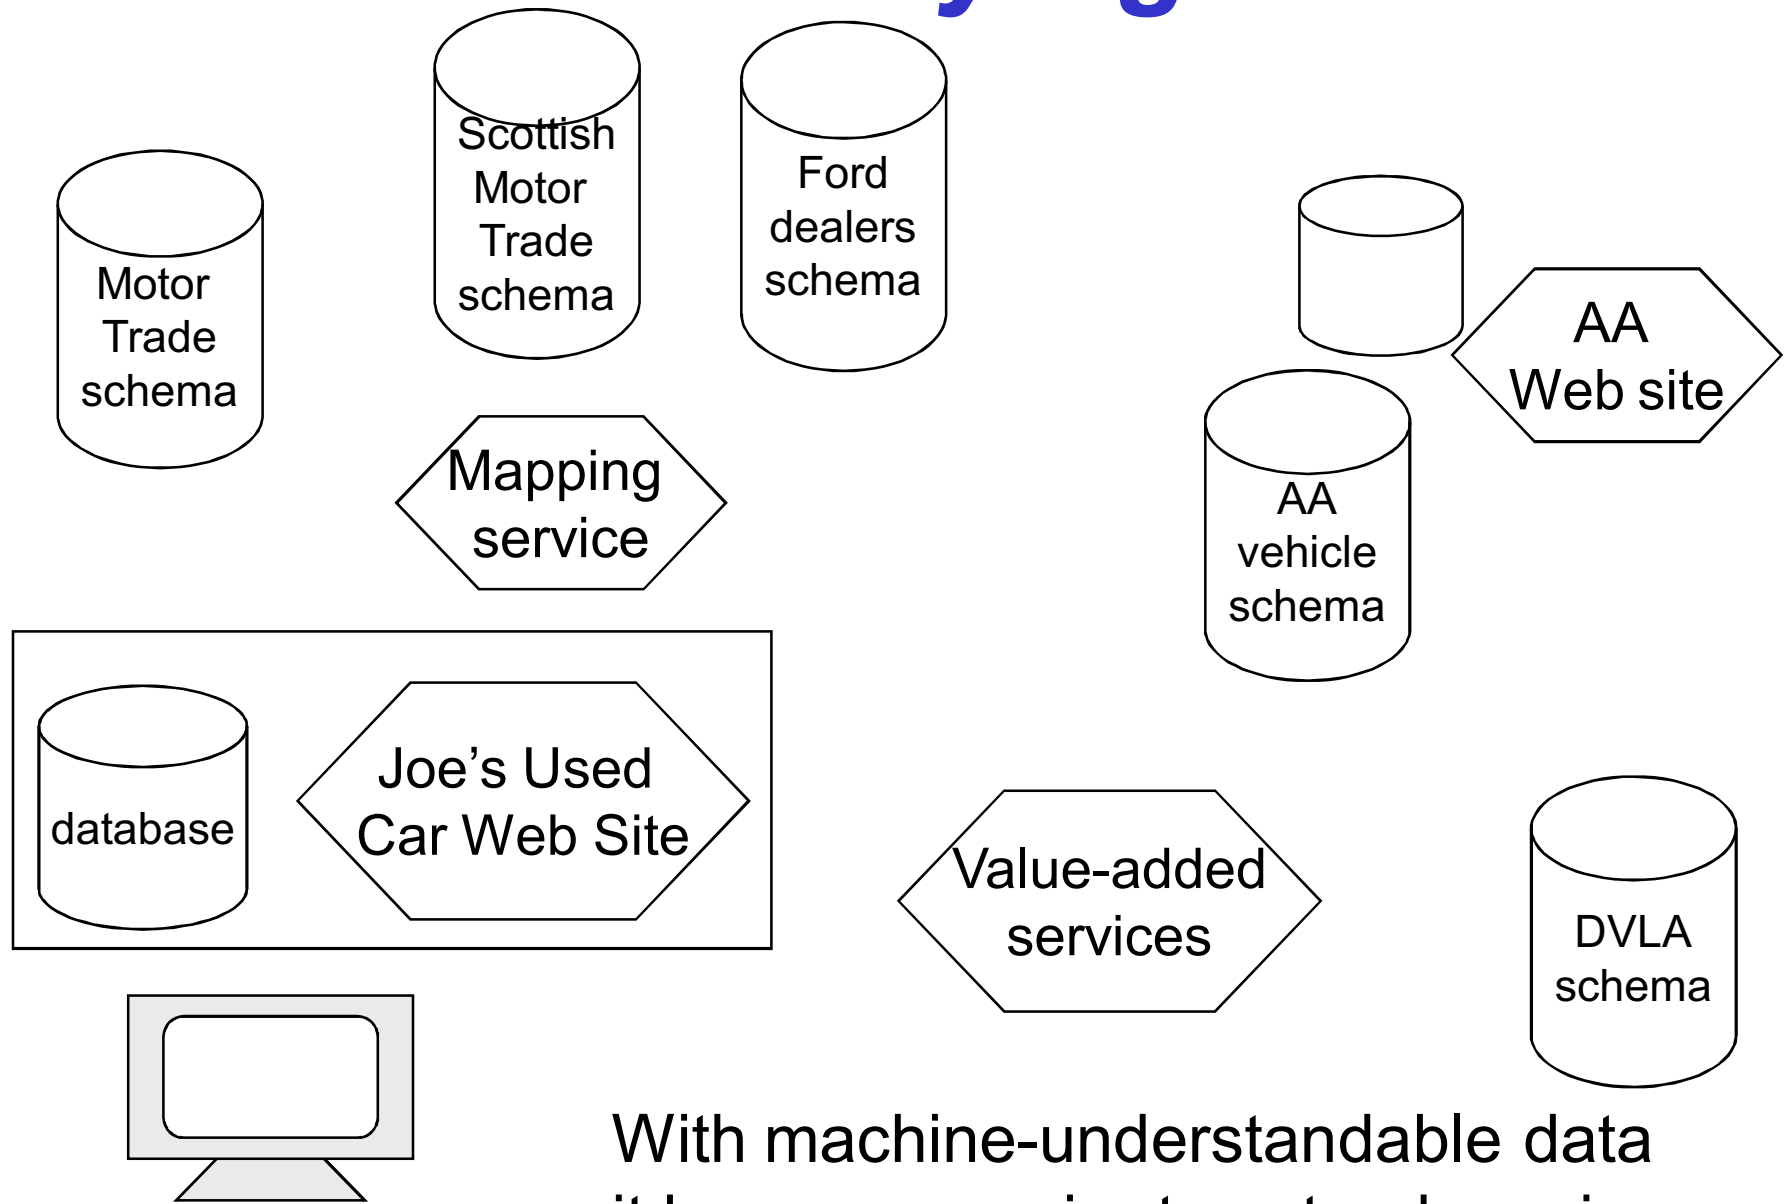 Scottish
Motor
Trade
schema
Ford
dealers
schema
Motor
Trade
schema
AA
Web site
Mapping
service
AA
vehicle
schema
database
Joe's Used
Car Web Site
Value-added
services
DVLA
schema
With machine-understandable data